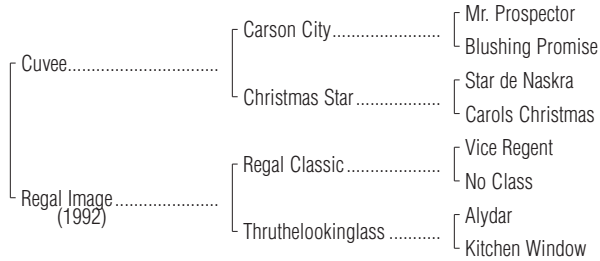 Mr. Prospector
Carson City
Blushing Promise
Cuvee
Star de Naskra
Christmas Star
Carols Christmas
Vice Regent
Regal Classic
No Class
Regal Image
(1992)
Alydar
Thruthelookinglass
Kitchen Window